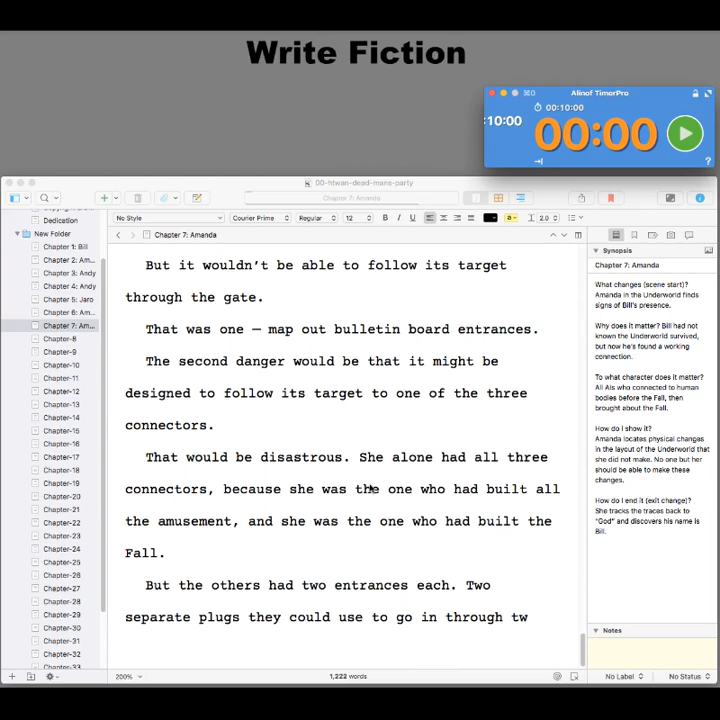 Write Fiction
⌘0
Alinof TimerPro
00:10:00
:10:00
00:00
?
00-htwan-dead-mans-party
Chapter 7: Amanda
No Style
Courier Prime
Regular
12
B I U
2.0
Chapter 7: Amanda
Dedication
New Folder
Chapter 1: Bill
Chapter 2: Am...
Chapter 3: Andy
Chapter 4: Andy
Chapter 5: Jaro
Chapter 6: Am...
Chapter 7: Am...
Chapter-8
Chapter-9
Chapter-10
Chapter-11
Chapter-12
Chapter-13
Chapter-14
Chapter-15
Chapter-16
Chapter-17
Chapter-18
Chapter-19
Chapter-20
Chapter-21
Chapter-22
Chapter-23
Chapter-24
Chapter-25
Chapter-26
Chapter-27
Chapter-28
Chapter-29
Chapter-30
Chapter-31
Chapter-32
Chapter-33
But it wouldn’t be able to follow its target
through the gate.
That was one — map out bulletin board entrances.
The second danger would be that it might be
designed to follow its target to one of the three
connectors.
That would be disastrous. She alone had all three
connectors, because she was the one who had built all
the amusement, and she was the one who had built the
Fall.
But the others had two entrances each. Two
separate plugs they could use to go in through tw
Synopsis
Chapter 7: Amanda
What changes (scene start)?
Amanda in the Underworld finds
signs of Bill's presence.
Why does it matter? Bill had not
known the Underworld survived,
but now he's found a working
connection.
To what character does it matter?
All AIs who connected to human
bodies before the Fall, then
brought about the Fall.
How do I show it?
Amanda locates physical changes
in the layout of the Underworld that
she did not make. No one but her
should be able to make these
changes.
How do I end it (exit change)?
She tracks the traces back to
"God" and discovers his name is
Bill.
Notes
200%
1,222 words
No Label
No Status